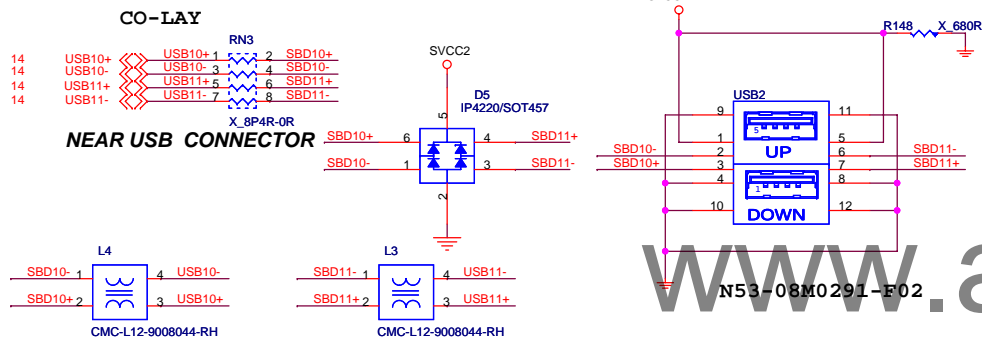 CO-LAY
RN3
14 USB10+ USB10+ 1 2 SBD10+
14 USB10- USB10- 3 4 SBD10-
14 USB11+ USB11+ 5 6 SBD11+
14 USB11- USB11- 7 8 SBD11-
X_8P4R-0R
NEAR USB CONNECTOR
SVCC2
D5
IP4220/SOT457
5
SBD10+ 6 4 SBD11+
SBD10- 1 3 SBD11-
2
R148 X_680R
USB2
9 11
1 5 5
UP
SBD10- 2 6 SBD11-
SBD10+ 3 7 SBD11+
4 1 8
10 12
DOWN
N53-08M0291-F02
www.a
L4
SBD10- 1 4 USB10-
SBD10+ 2 3 USB10+
CMC-L12-9008044-RH
L3
SBD11- 1 4 USB11-
SBD11+ 2 3 USB11+
CMC-L12-9008044-RH